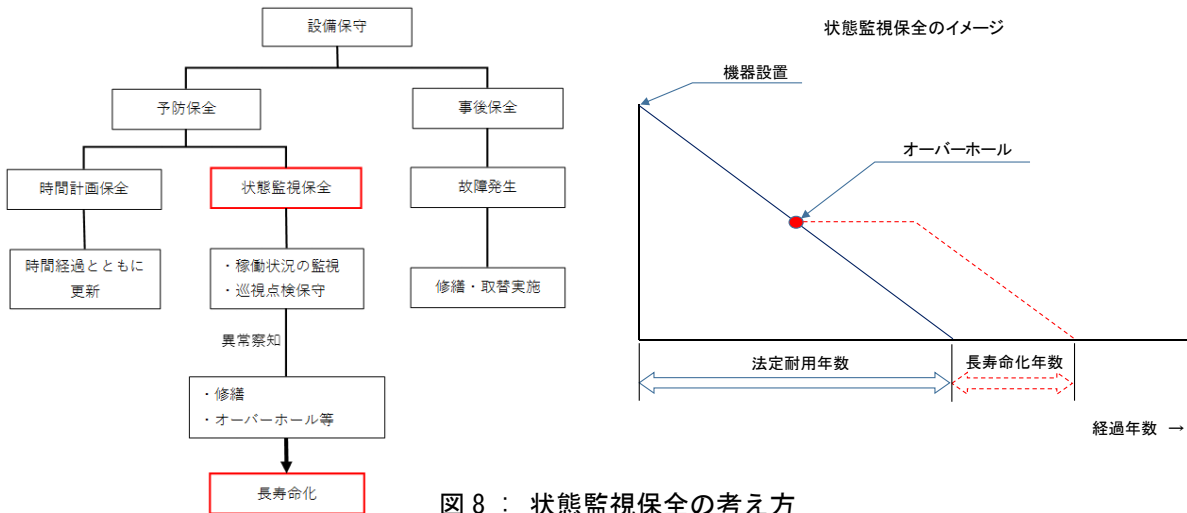 設備保守
予防保全
事後保全
時間計画保全
状態監視保全
故障発生
時間経過とともに
更新
・稼働状況の監視
・巡視点検保守
修繕・取替実施
異常察知
・修繕
・オーバーホール等
長寿命化
状態監視保全のイメージ
機器設置
オーバーホール
法定耐用年数
長寿命化年数
経過年数 →
図8 : 状態監視保全の考え方